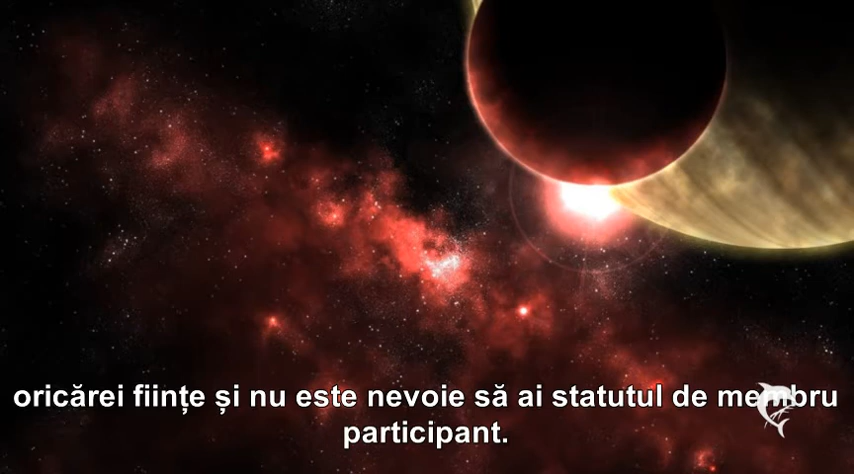 oricărei ființe și nu este nevoie să ai statutul de membru
participant.